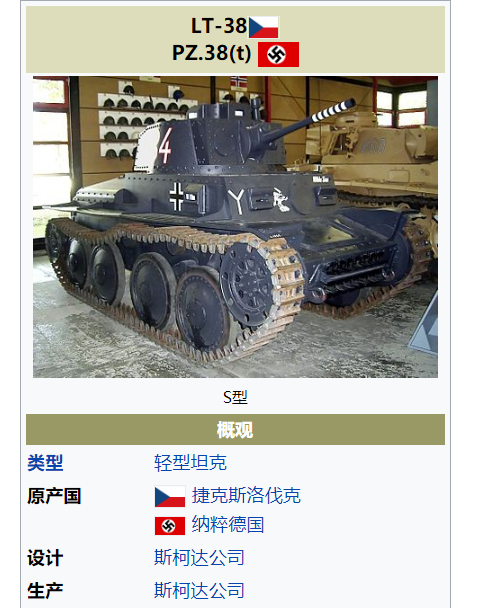 LT-38
PZ.38(t)
4
Y
S型
概观
类型 轻型坦克
原产国 捷克斯洛伐克
纳粹德国
设计 斯柯达公司
生产 斯柯达公司